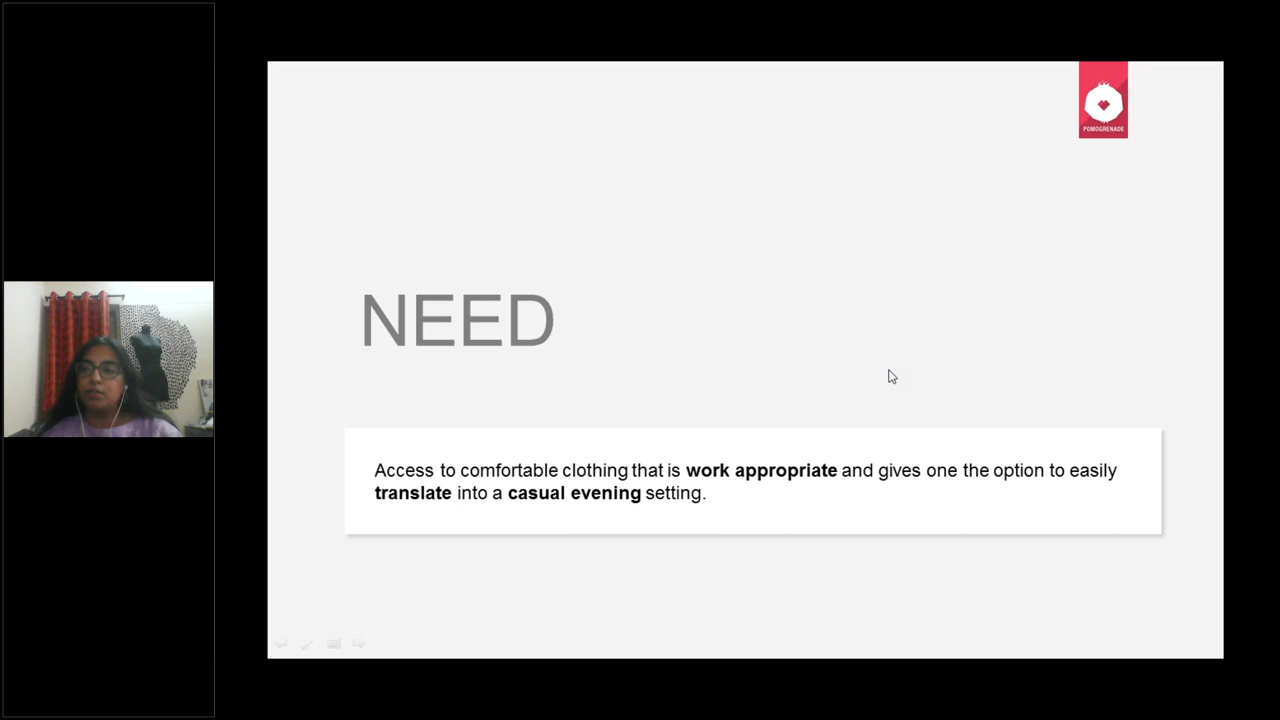 POMOGRENADE
NEED
Access to comfortable clothing that is work appropriate and gives one the option to easily
translate into a casual evening setting.